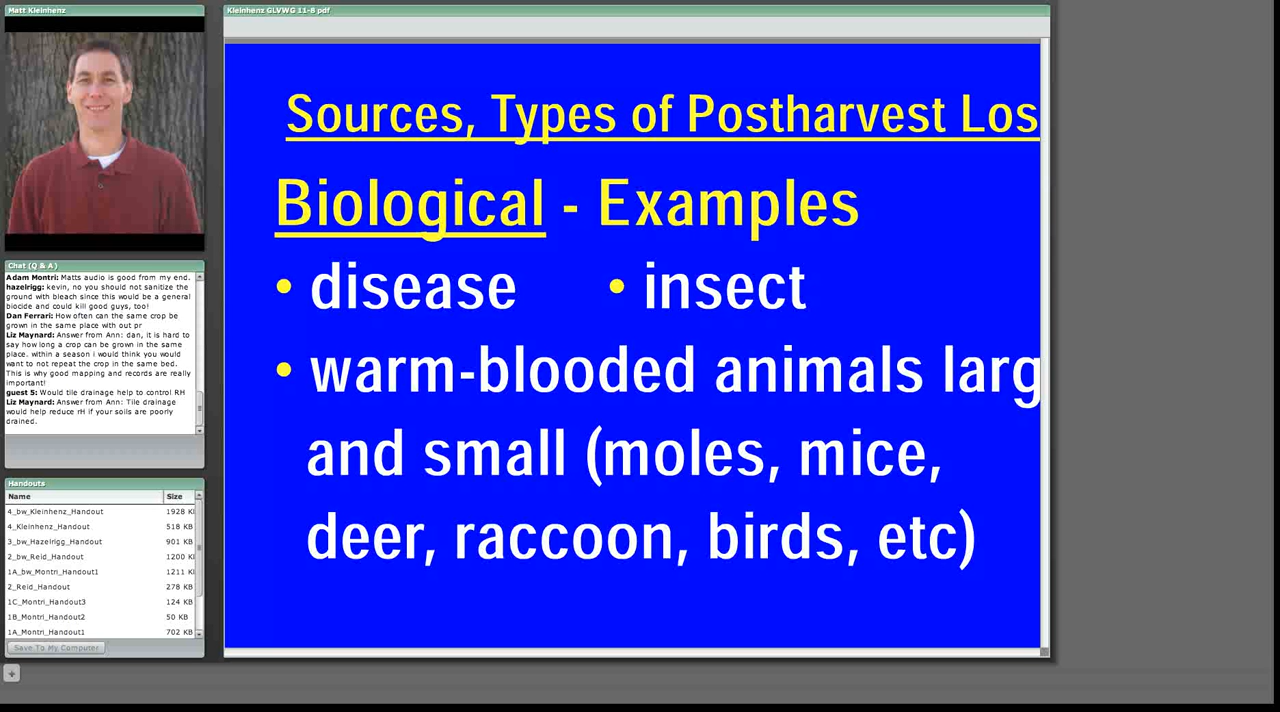 Matt Kleinhenz
Chat (Q & A)
Adam Montri: Matts audio is good from my end.
hazelrigg: kevin, no you should not sanitize the
ground with bleach since this would be a general
biocide and could kill good guys, too!
Dan Ferrari: How often can the same crop be
grown in the same place with out pr
Liz Maynard: Answer from Ann: dan, it is hard to
say how long a crop can be grown in the same
place. within a season i would think you would
want to not repeat the crop in the same bed.
This is why good mapping and records are really
important!
guest 5: Would tile drainage help to control RH
Liz Maynard: Answer from Ann: Tile drainage
would help reduce rH if your soils are poorly
drained.
Handouts
Name Size
4_bw_Kleinhenz_Handout 1928 K
4_Kleinhenz_Handout 518 KB
3_bw_Hazelrigg_Handout 901 KB
2_bw_Reid_Handout 1200 K
1A_bw_Montri_Handout1 1211 K
2_Reid_Handout 278 KB
1C_Montri_Handout3 124 KB
1B_Montri_Handout2 50 KB
1A_Montri_Handout1 702 KB
Save To My Computer
Kleinhenz GLVWG 11-8 pdf
Sources, Types of Postharvest Los
Biological - Examples
• disease • insect
• warm-blooded animals larg
and small (moles, mice,
deer, raccoon, birds, etc)